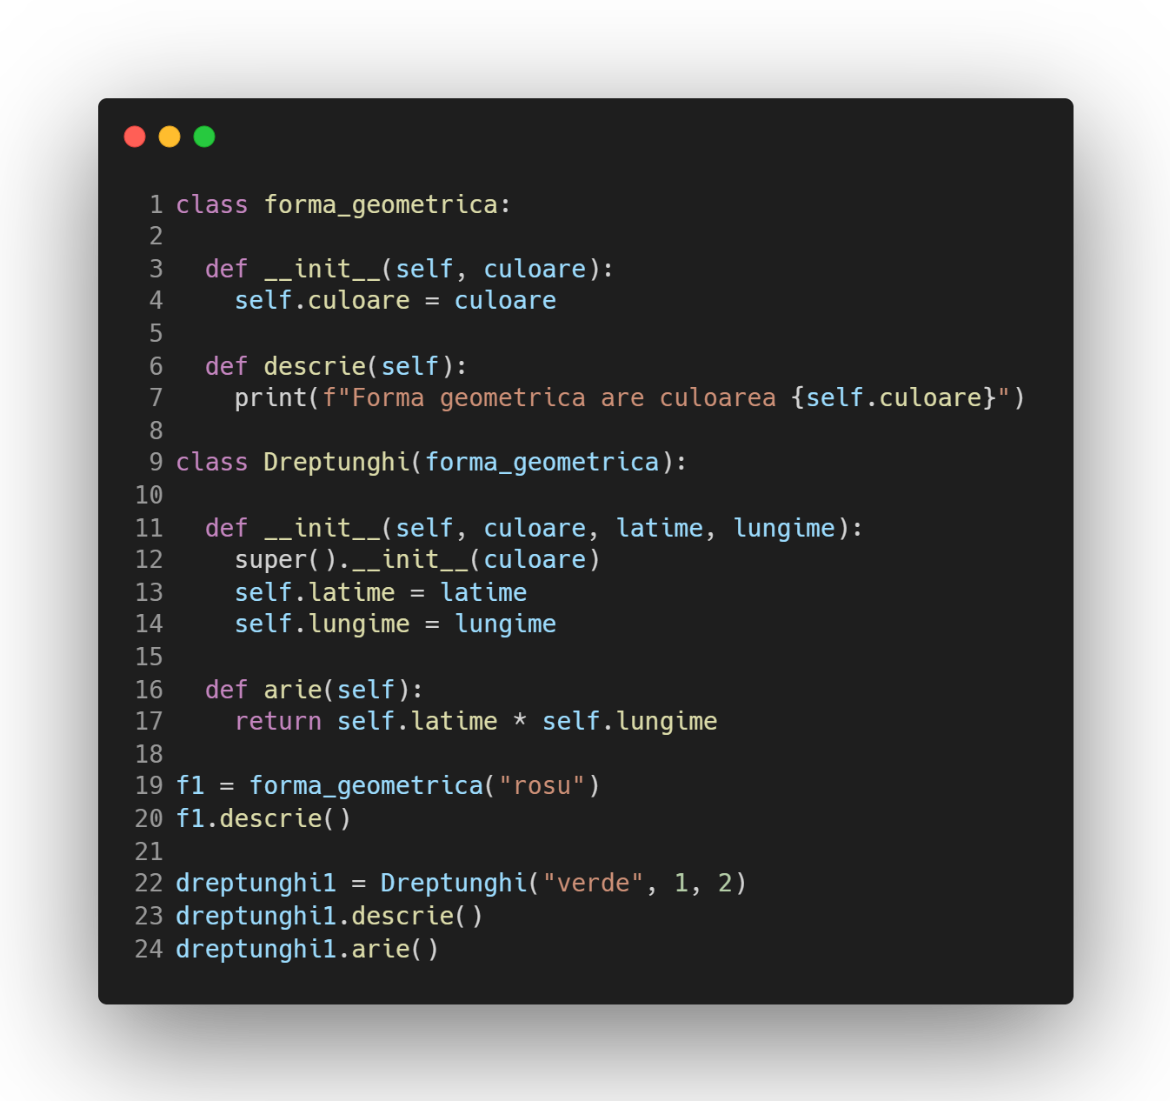 1 class forma_geometrica:
2
3   def __init__(self, culoare):
4     self.culoare = culoare
5
6   def descrie(self):
7     print(f"Forma geometrica are culoarea {self.culoare}")
8
9 class Dreptunghi(forma_geometrica):
10
11   def __init__(self, culoare, latime, lungime):
12     super().__init__(culoare)
13     self.latime = latime
14     self.lungime = lungime
15
16   def arie(self):
17     return self.latime * self.lungime
18
19 f1 = forma_geometrica("rosu")
20 f1.descrie()
21
22 dreptunghi1 = Dreptunghi("verde", 1, 2)
23 dreptunghi1.descrie()
24 dreptunghi1.arie()